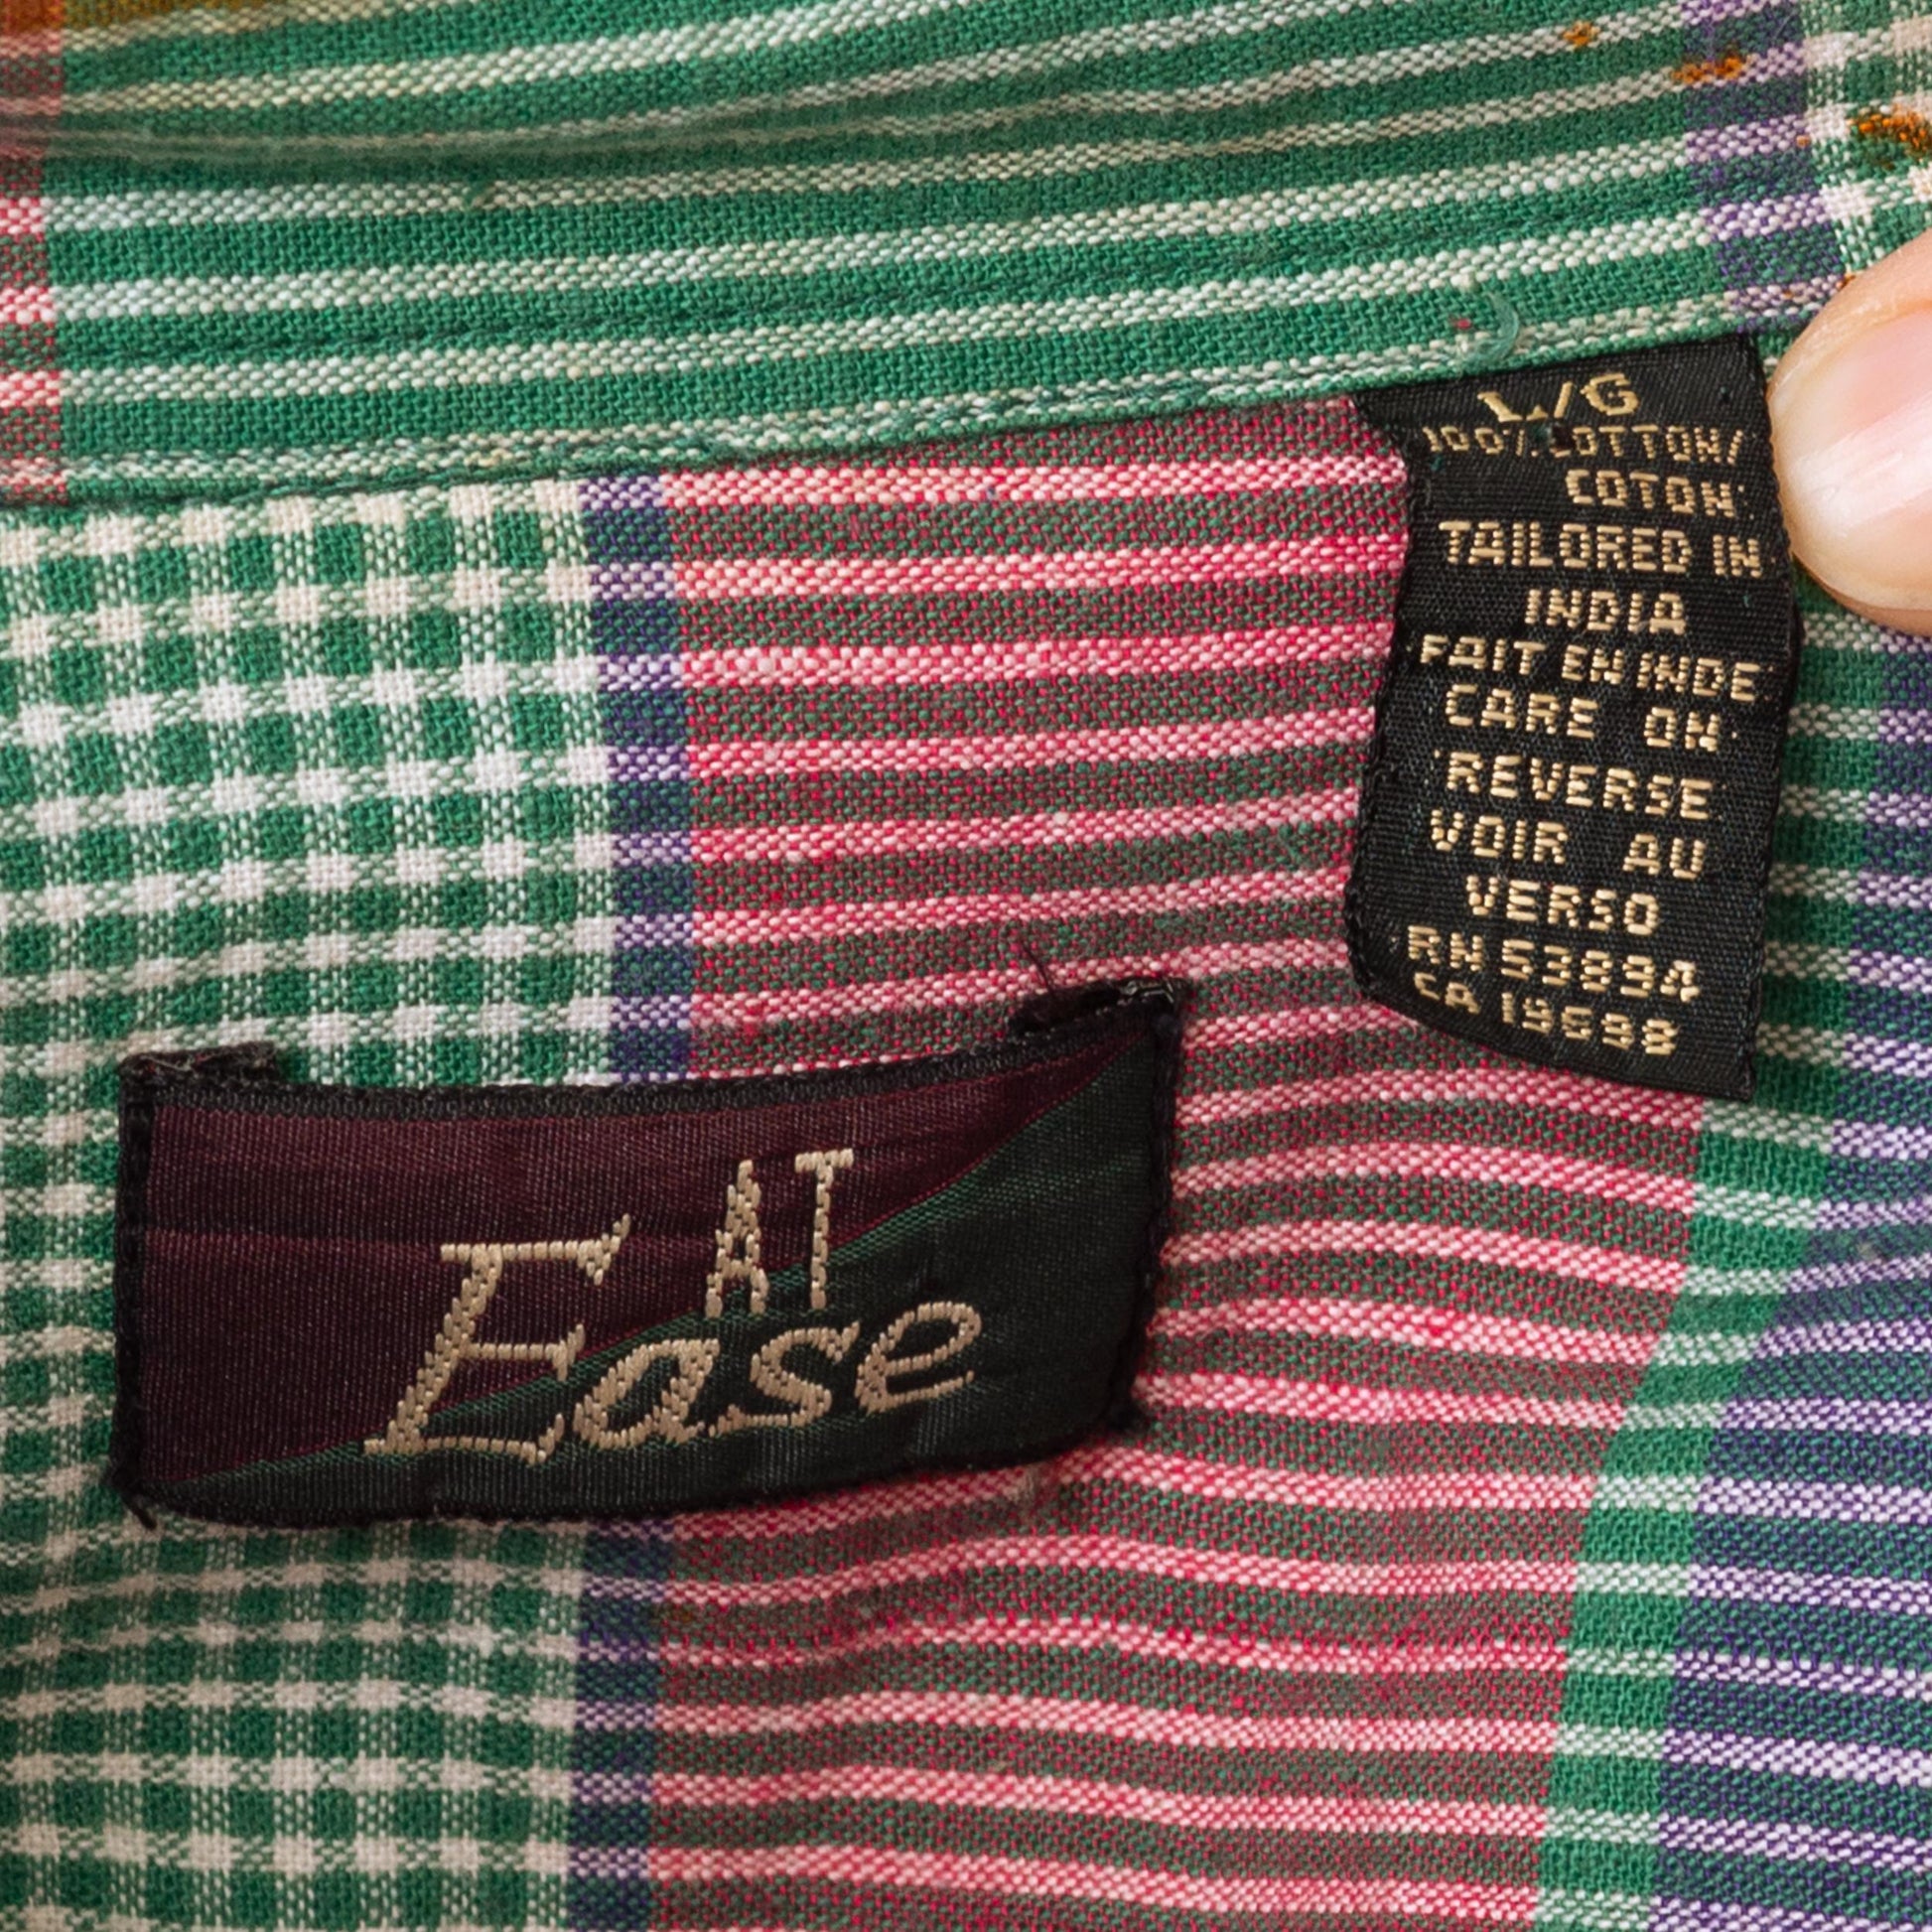 L/G
100% COTTON/
COTON
TAILORED IN
INDIA
FAIT EN INDE
CARE ON
REVERSE
VOIR AU
VERSO
RN 53894
CA 19698
AT
Ease